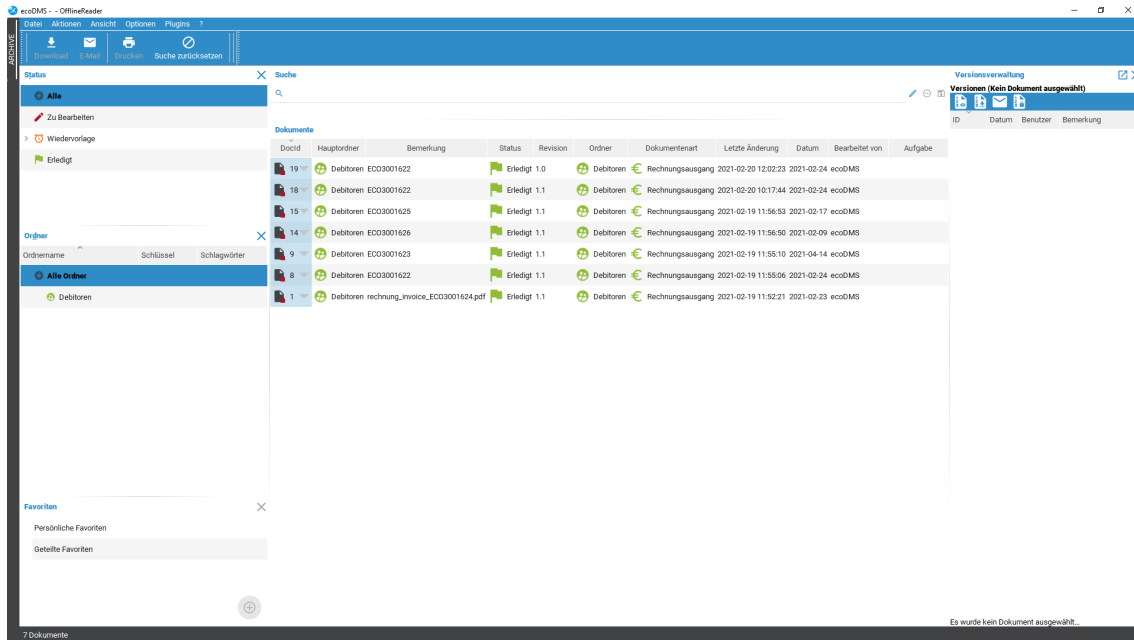 ecoDMS - - OfflineReader
Datei Aktionen Ansicht Optionen Plugins ?
ARCHIVE
Download E-Mail Drucken Suche zurücksetzen
Status
Alle
Zu Bearbeiten
Wiedervorlage
Erledigt
Ordner
Ordnername Schlüssel Schlagwörter
Alle Ordner
Debitoren
Favoriten
Persönliche Favoriten
Geteilte Favoriten
Suche
Dokumente
DocId Hauptordner Bemerkung Status Revision Ordner Dokumentenart Letzte Änderung Datum Bearbeitet von Aufgabe
19 Debitoren ECO3001622 Erledigt 1.0 Debitoren Rechnungsausgang 2021-02-20 12:02:23 2021-02-24 ecoDMS
18 Debitoren ECO3001622 Erledigt 1.1 Debitoren Rechnungsausgang 2021-02-20 10:17:44 2021-02-24 ecoDMS
15 Debitoren ECO3001625 Erledigt 1.1 Debitoren Rechnungsausgang 2021-02-19 11:56:53 2021-02-17 ecoDMS
14 Debitoren ECO3001626 Erledigt 1.1 Debitoren Rechnungsausgang 2021-02-19 11:56:50 2021-02-09 ecoDMS
9 Debitoren ECO3001623 Erledigt 1.1 Debitoren Rechnungsausgang 2021-02-19 11:55:10 2021-04-14 ecoDMS
8 Debitoren ECO3001622 Erledigt 1.1 Debitoren Rechnungsausgang 2021-02-19 11:55:06 2021-02-24 ecoDMS
1 Debitoren rechnung_invoice_ECO3001624.pdf Erledigt 1.1 Debitoren Rechnungsausgang 2021-02-19 11:52:21 2021-02-23 ecoDMS
Versionsverwaltung
Versionen (Kein Dokument ausgewählt)
ID Datum Benutzer Bemerkung
Es wurde kein Dokument ausgewählt...
7 Dokumente